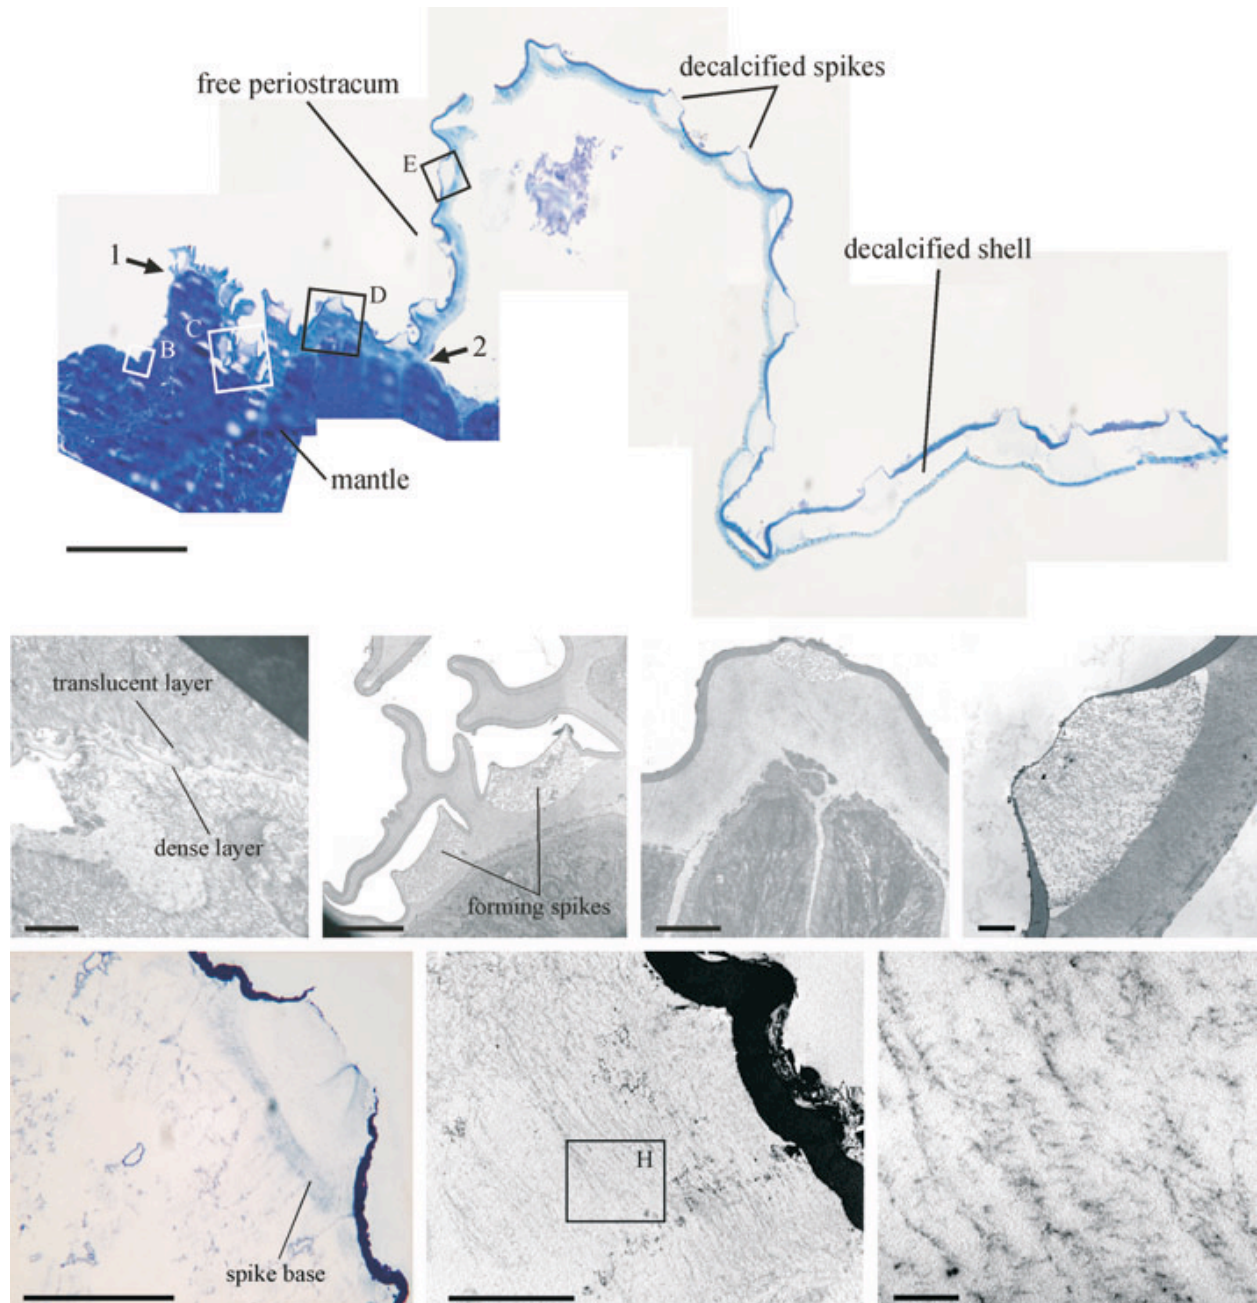 free periostracum
decalcified spikes
E
1
decalcified shell
D
C
B
2
mantle
translucent layer
dense layer
forming spikes
H
spike base